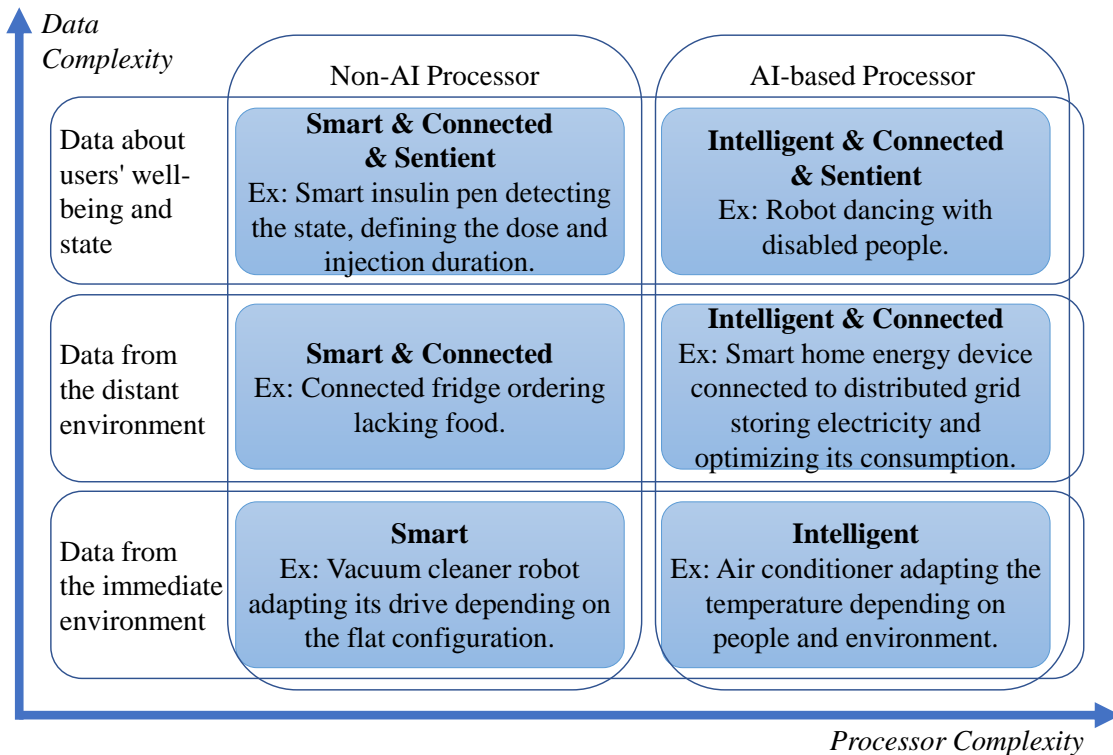 Data
Complexity
Non-AI Processor
AI-based Processor
Data about
users' well-
being and
state
Smart & Connected
& Sentient
Ex: Smart insulin pen detecting
the state, defining the dose and
injection duration.
Intelligent & Connected
& Sentient
Ex: Robot dancing with
disabled people.
Data from
the distant
environment
Smart & Connected
Ex: Connected fridge ordering
lacking food.
Intelligent & Connected
Ex: Smart home energy device
connected to distributed grid
storing electricity and
optimizing its consumption.
Data from
the immediate
environment
Smart
Ex: Vacuum cleaner robot
adapting its drive depending on
the flat configuration.
Intelligent
Ex: Air conditioner adapting the
temperature depending on
people and environment.
Processor Complexity